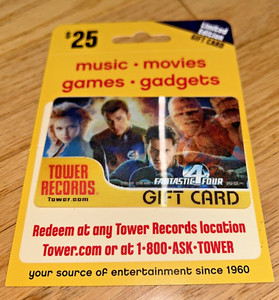 $25
Limited
Edition
GIFT CARD
music • movies
games • gadgets
TOWER
RECORDS
Tower.com
4
FANTASTIC FOUR
GIFT CARD
Redeem at any Tower Records location
Tower.com or at 1•800•ASK•TOWER
your source of entertainment since 1960